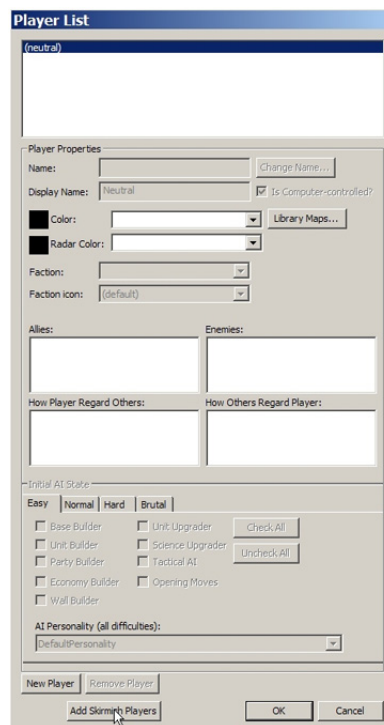 Player List
(neutral)
Player Properties
Name:
Change Name...
Display Name:
Neutral
Is Computer-controlled?
Color:
Library Maps...
Radar Color:
Faction:
Faction icon:
(default)
Allies:
Enemies:
How Player Regard Others:
How Others Regard Player:
Initial AI State
Easy Normal Hard Brutal
Base Builder
Unit Upgrader
Check All
Unit Builder
Science Upgrader
Uncheck All
Party Builder
Tactical AI
Economy Builder
Opening Moves
Wall Builder
AI Personality (all difficulties):
DefaultPersonality
New Player
Remove Player
Add Skirmish Players
OK
Cancel